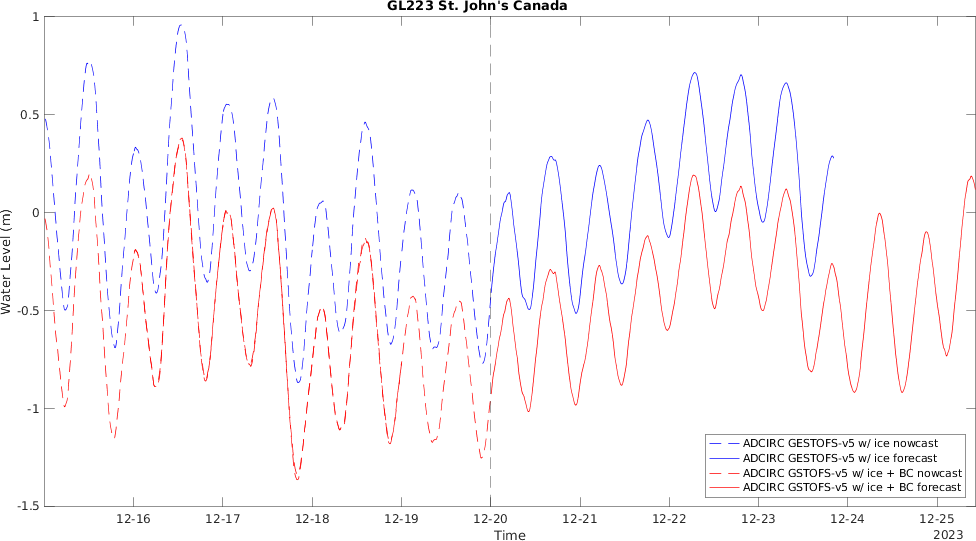 GL223 St. John's Canada
Water Level (m)
1
0.5
0
-0.5
-1
-1.5
ADCIRC GESTOFS-v5 w/ ice nowcast
ADCIRC GESTOFS-v5 w/ ice forecast
ADCIRC GSTOFS-v5 w/ ice + BC nowcast
ADCIRC GSTOFS-v5 w/ ice + BC forecast
12-16 12-17 12-18 12-19 12-20 12-21 12-22 12-23 12-24 12-25
Time
2023